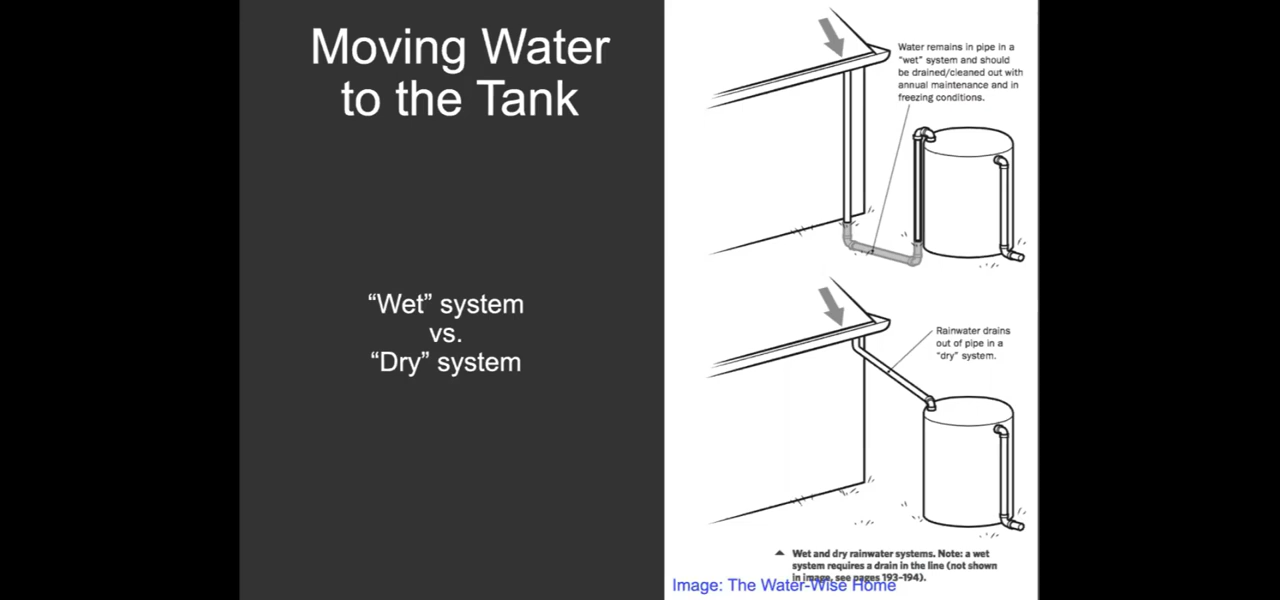 Moving Water
to the Tank
“Wet” system
vs.
“Dry” system
Water remains in pipe in a
“wet” system and should
be drained/cleaned out with
annual maintenance and in
freezing conditions.
Rainwater drains
out of pipe in a
“dry” system.
Wet and dry rainwater systems. Note: a wet
system requires a drain in the line (not shown
in image, see pages 193-194).
Image: The Water-Wise Home